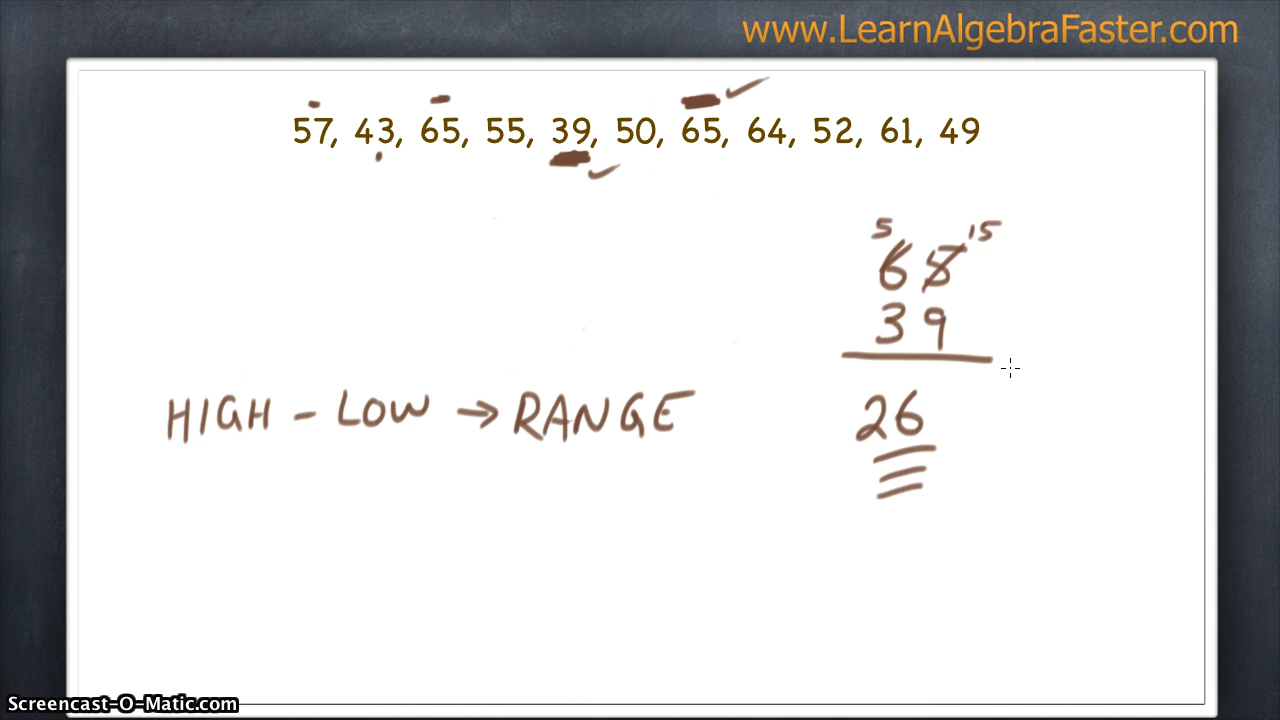 www.LearnAlgebraFaster.com
57, 43, 65, 55, 39, 50, 65, 64, 52, 61, 49
5 15
65
39
HIGH - LOW → RANGE 26
Screencast-O-Matic.com